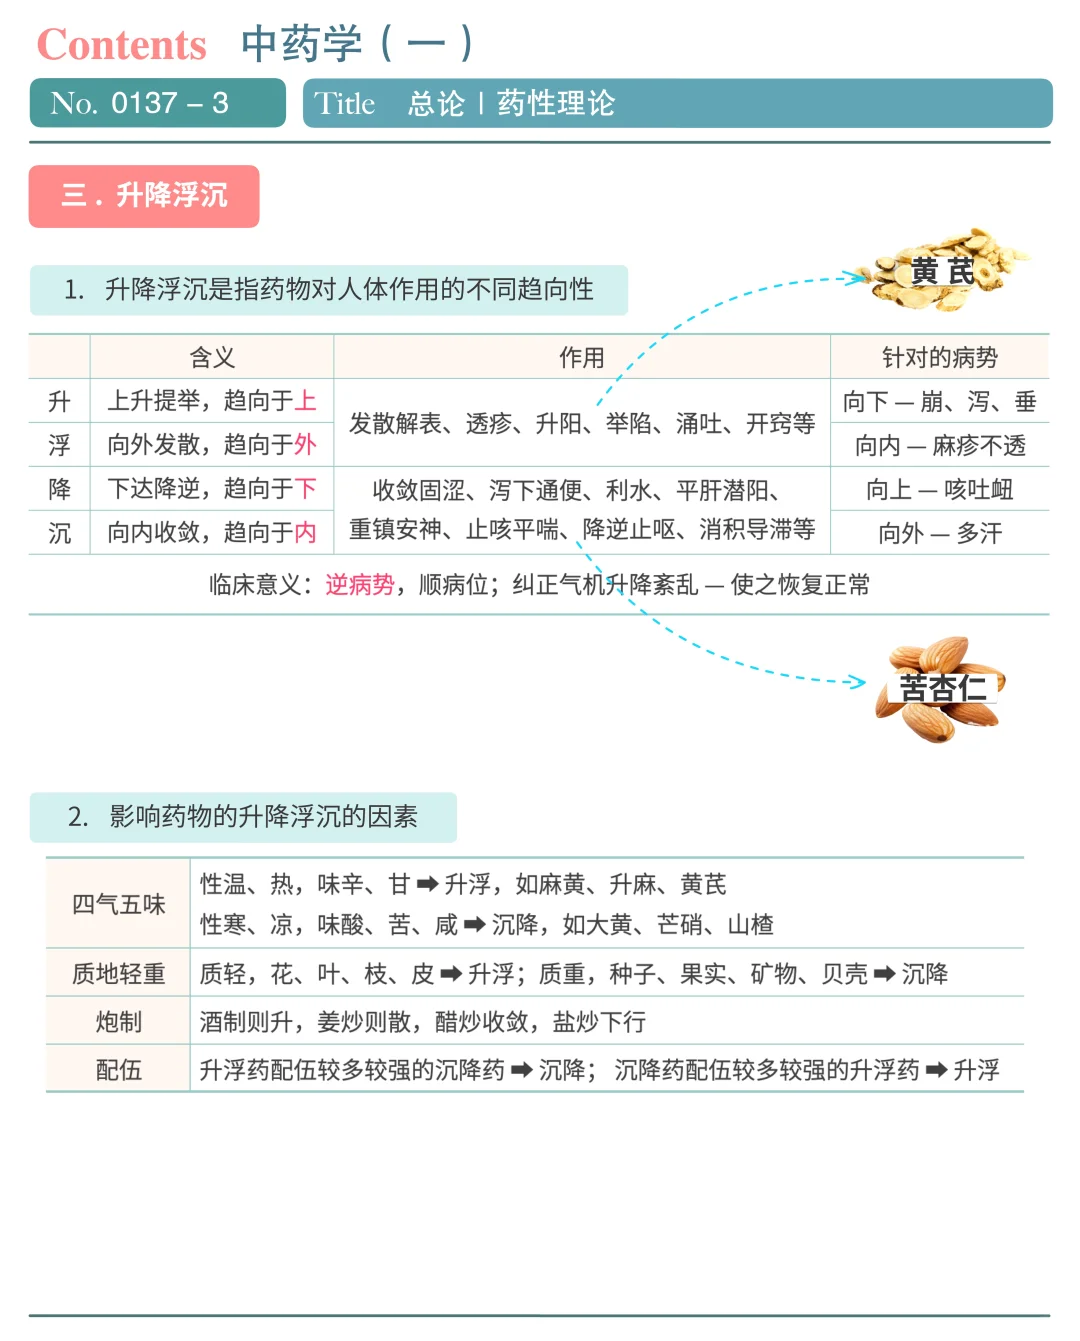 Contents 中药学（一）
No. 0137 – 3
Title 总论 | 药性理论
三 . 升降浮沉
1. 升降浮沉是指药物对人体作用的不同趋向性
黄 芪
含义 作用 针对的病势
升 上升提举，趋向于上
浮 向外发散，趋向于外
发散解表、透疹、升阳、举陷、涌吐、开窍等
向下 — 崩、泻、垂
向内 — 麻疹不透
降 下达降逆，趋向于下
沉 向内收敛，趋向于内
收敛固涩、泻下通便、利水、平肝潜阳、
重镇安神、止咳平喘、降逆止呕、消积导滞等
向上 — 咳吐衄
向外 — 多汗
临床意义：逆病势，顺病位；纠正气机升降紊乱 — 使之恢复正常
苦杏仁
2. 影响药物的升降浮沉的因素
四气五味
性温、热，味辛、甘➡升浮，如麻黄、升麻、黄芪
性寒、凉，味酸、苦、咸➡沉降，如大黄、芒硝、山楂
质地轻重 质轻，花、叶、枝、皮➡升浮；质重，种子、果实、矿物、贝壳➡沉降
炮制 酒制则升，姜炒则散，醋炒收敛，盐炒下行
配伍 升浮药配伍较多较强的沉降药➡沉降； 沉降药配伍较多较强的升浮药➡升浮